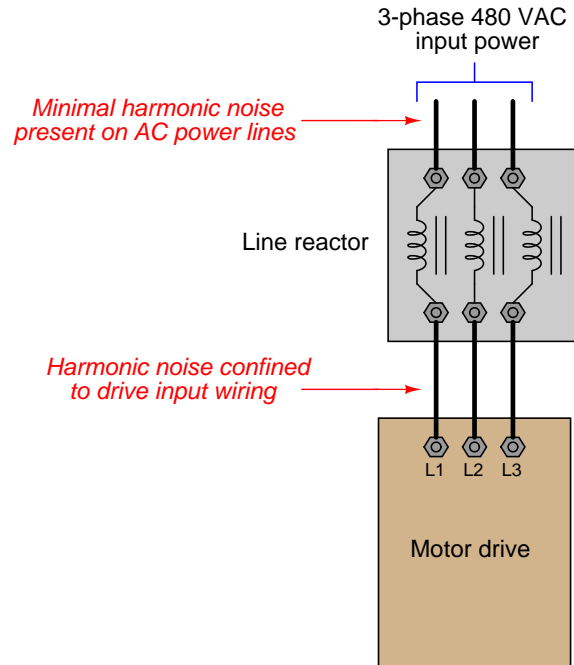 3-phase 480 VAC
input power
Minimal harmonic noise
present on AC power lines
Line reactor
Harmonic noise confined
to drive input wiring
L1 L2 L3
Motor drive